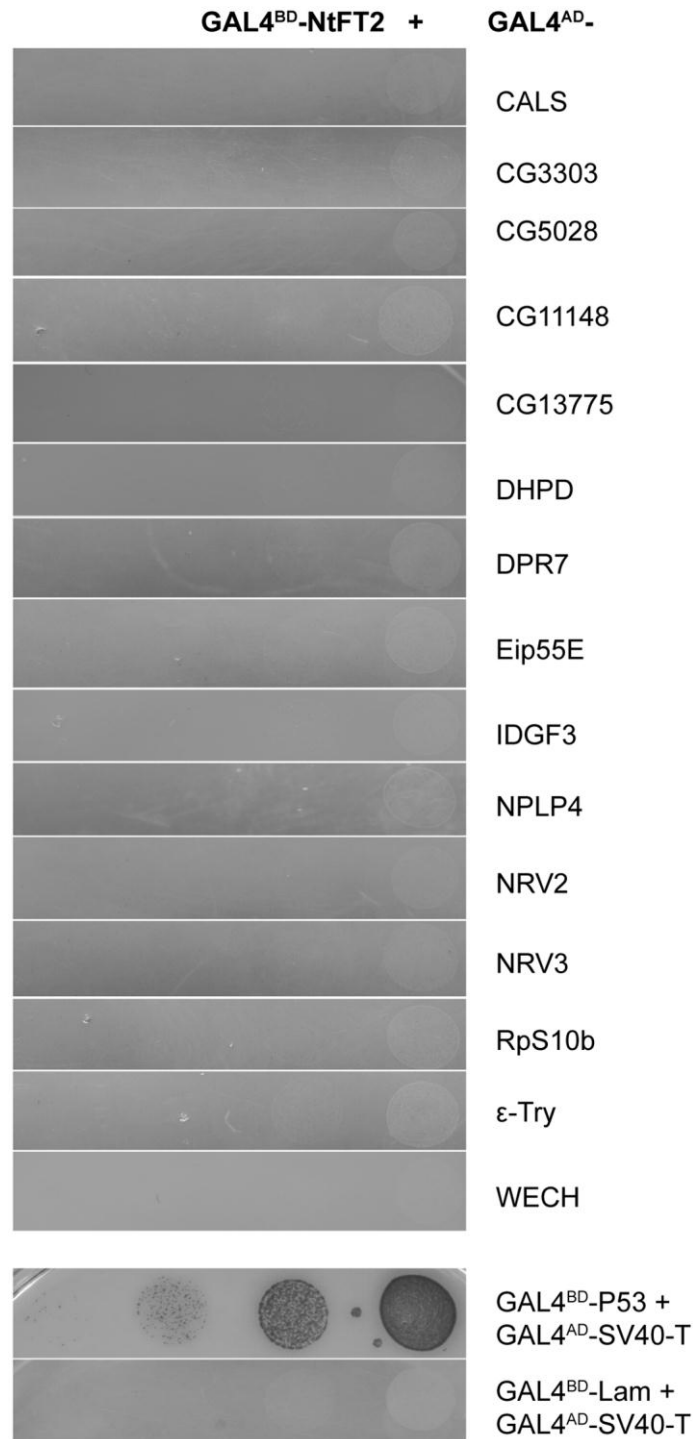 GAL4ᴮᴰ-NtFT2 + GAL4ᴬᴰ-
CALS
CG3303
CG5028
CG11148
CG13775
DHPD
DPR7
Eip55E
IDGF3
NPLP4
NRV2
NRV3
RpS10b
ε-Try
WECH
GAL4ᴮᴰ-P53 +
GAL4ᴬᴰ-SV40-T
GAL4ᴮᴰ-Lam +
GAL4ᴬᴰ-SV40-T